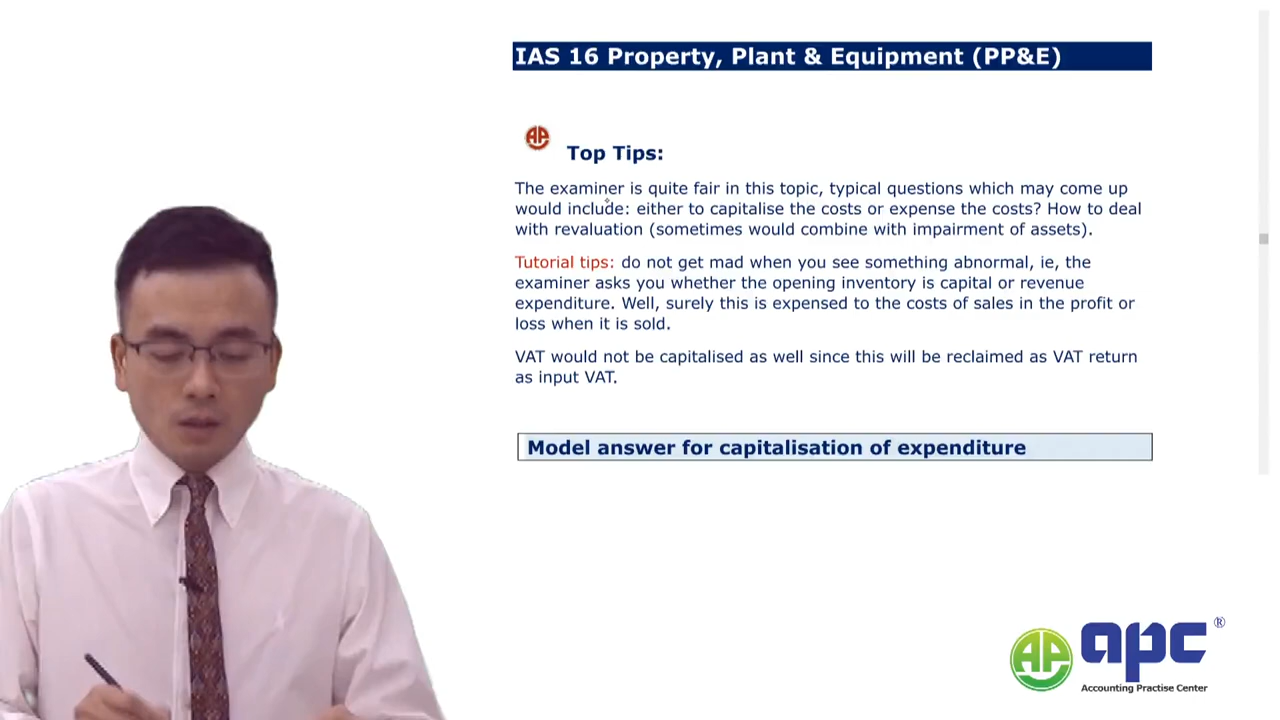 IAS 16 Property, Plant & Equipment (PP&E)
AP
Top Tips:
The examiner is quite fair in this topic, typical questions which may come up
would include: either to capitalise the costs or expense the costs? How to deal
with revaluation (sometimes would combine with impairment of assets).
Tutorial tips: do not get mad when you see something abnormal, ie, the
examiner asks you whether the opening inventory is capital or revenue
expenditure. Well, surely this is expensed to the costs of sales in the profit or
loss when it is sold.
VAT would not be capitalised as well since this will be reclaimed as VAT return
as input VAT.
Model answer for capitalisation of expenditure
AP apc ®
Accounting Practise Center